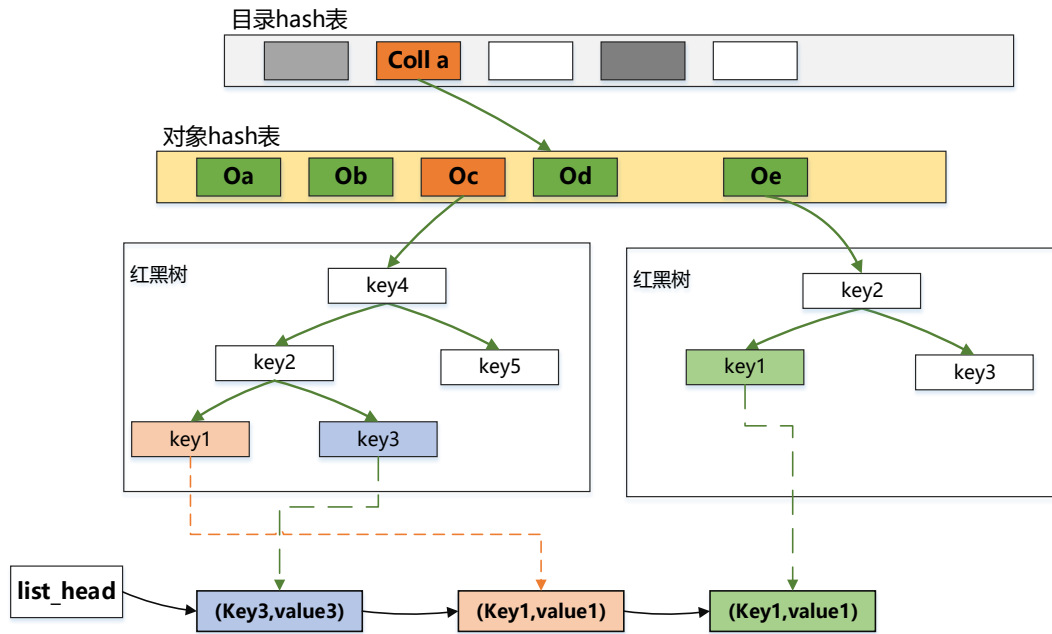 目录hash表
Coll a
对象hash表
Oa Ob Oc Od Oe
红黑树
key4
key2 key5
key1 key3
红黑树
key2
key1 key3
list_head
(Key3,value3) (Key1,value1) (Key1,value1)